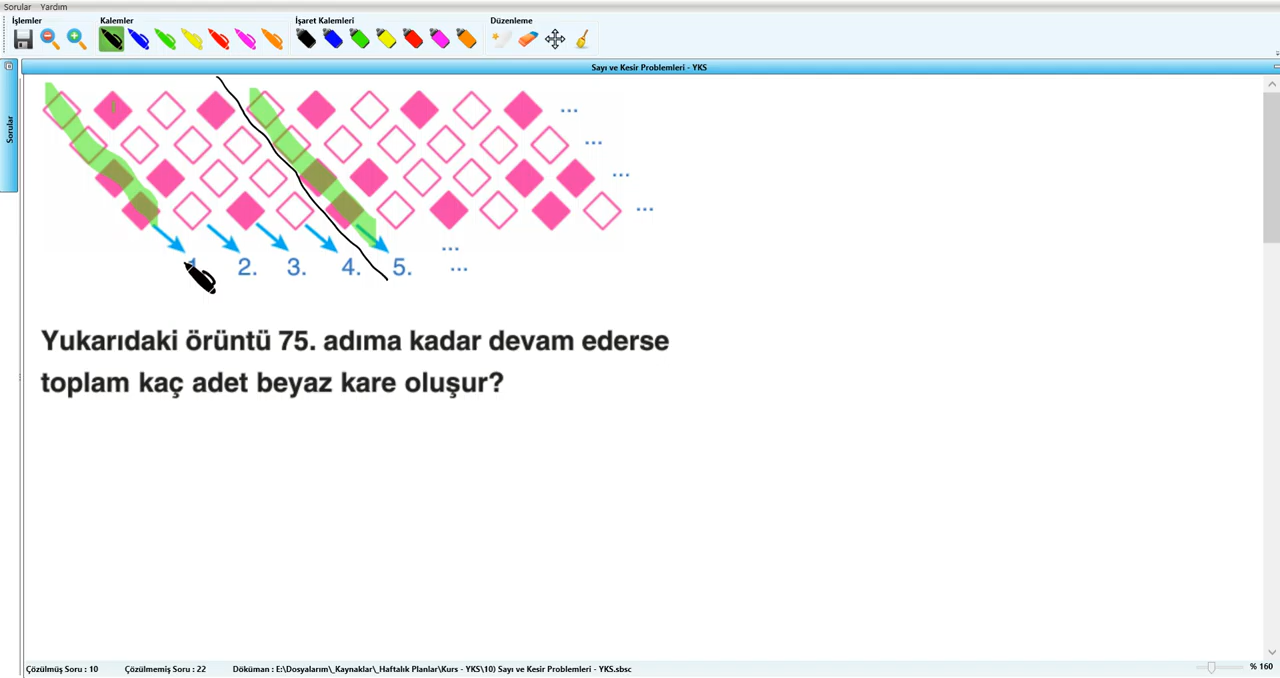 Sorular Yardım
İşlemler Kalemler İşaret Kalemleri Düzenleme
Sayı ve Kesir Problemleri - YKS
Sorular
...
...
...
...
...
2. 3. 4. 5. ...
Yukarıdaki örüntü 75. adıma kadar devam ederse
toplam kaç adet beyaz kare oluşur?
Çözülmüş Soru : 10 Çözülmemiş Soru : 22 Döküman : E:\Dosyalarım\_Kaynaklar\_Haftalık Planlar\Kurs - YKS\10) Sayı ve Kesir Problemleri - YKS.sbsc % 160